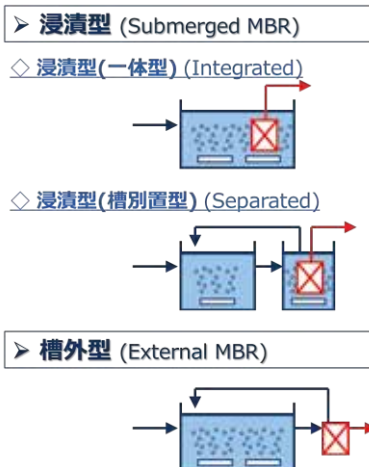 ➢ 浸漬型 (Submerged MBR)
◇ 浸漬型(一体型) (Integrated)
◇ 浸漬型(槽別置型) (Separated)
➢ 槽外型 (External MBR)